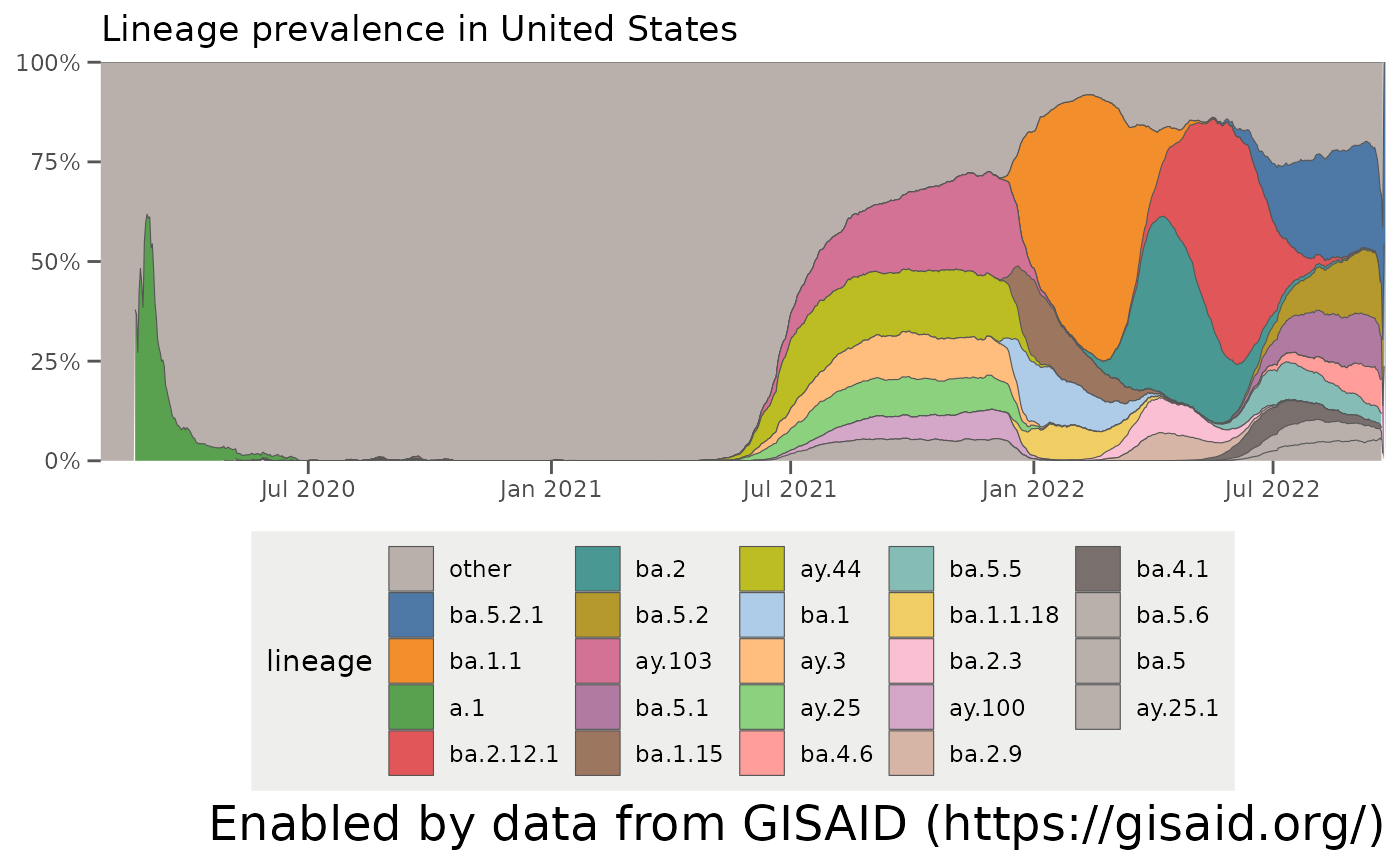 Lineage prevalence in United States
100%
75%
50%
25%
0%
Jul 2020 Jan 2021 Jul 2021 Jan 2022 Jul 2022
lineage
other ba.2 ay.44 ba.5.5 ba.4.1
ba.5.2.1 ba.5.2 ba.1 ba.1.1.18 ba.5.6
ba.1.1 ay.103 ay.3 ba.2.3 ba.5
a.1 ba.5.1 ay.25 ay.100 ay.25.1
ba.2.12.1 ba.1.15 ba.4.6 ba.2.9
Enabled by data from GISAID (https://gisaid.org/)